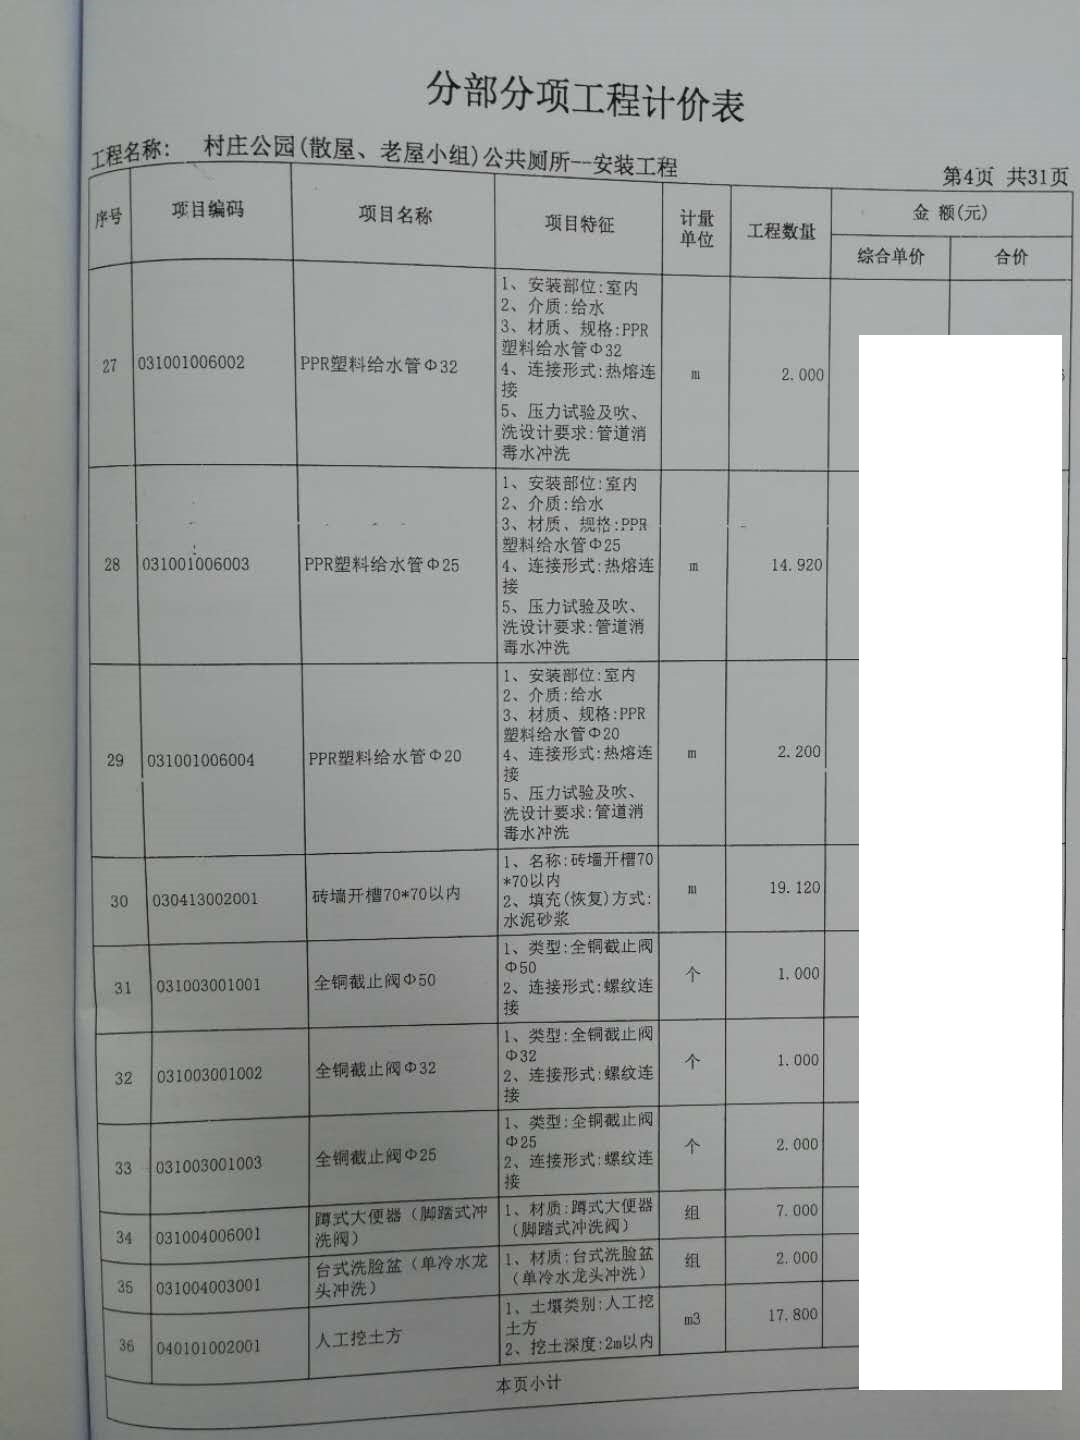 分部分项工程计价表
工程名称: 村庄公园(散屋、老屋小组)公共厕所--安装工程
第4页 共31页
序号 项目编码 项目名称 项目特征 计量单位 工程数量 金 额(元)
综合单价 合价
27 031001006002 PPR塑料给水管Φ32 m 2.000
1、安装部位:室内
2、介质:给水
3、材质、规格:PPR
塑料给水管Φ32
4、连接形式:热熔连
接
5、压力试验及吹、
洗设计要求:管道消
毒水冲洗
28 031001006003 PPR塑料给水管Φ25 m 14.920
1、安装部位:室内
2、介质:给水
3、材质、规格:PPR
塑料给水管Φ25
4、连接形式:热熔连
接
5、压力试验及吹、
洗设计要求:管道消
毒水冲洗
29 031001006004 PPR塑料给水管Φ20 m 2.200
1、安装部位:室内
2、介质:给水
3、材质、规格:PPR
塑料给水管Φ20
4、连接形式:热熔连
接
5、压力试验及吹、
洗设计要求:管道消
毒水冲洗
30 030413002001 砖墙开槽70*70以内 m 19.120
1、名称:砖墙开槽70
*70以内
2、填充(恢复)方式:
水泥砂浆
31 031003001001 全铜截止阀Φ50 个 1.000
1、类型:全铜截止阀
Φ50
2、连接形式:螺纹连
接
32 031003001002 全铜截止阀Φ32 个 1.000
1、类型:全铜截止阀
Φ32
2、连接形式:螺纹连
接
33 031003001003 全铜截止阀Φ25 个 2.000
1、类型:全铜截止阀
Φ25
2、连接形式:螺纹连
接
34 031004006001 蹲式大便器（脚踏式冲
洗阀） 组 7.000
1、材质:蹲式大便器
（脚踏式冲洗阀）
35 031004003001 台式洗脸盆（单冷水龙
头冲洗） 组 2.000
1、材质:台式洗脸盆
（单冷水龙头冲洗）
36 040101002001 人工挖土方 m3 17.800
1、土壤类别:人工挖
土方
2、挖土深度:2m以内
本页小计